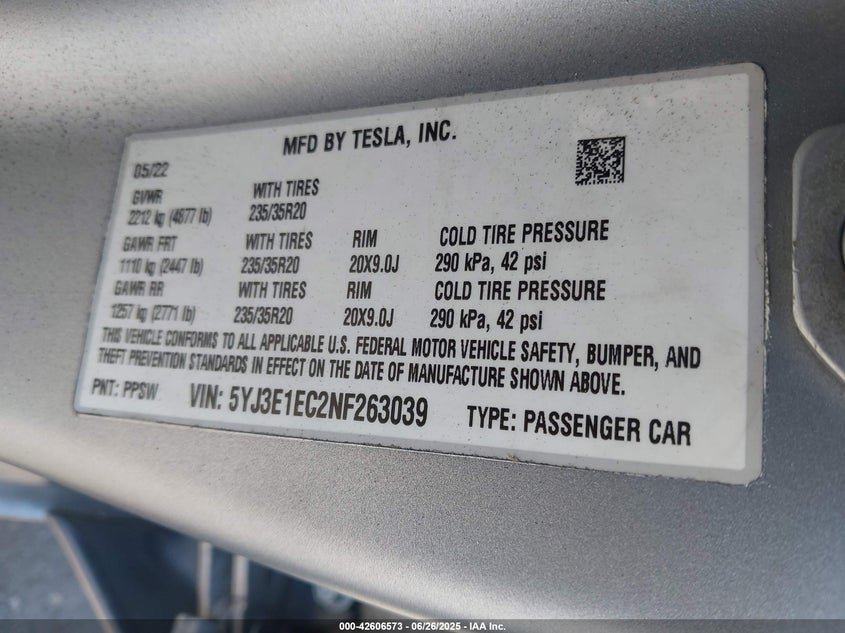 MFD BY TESLA, INC.
05/22
GVWR WITH TIRES
2212 kg (4877 lb) 235/35R20
GAWR FRT WITH TIRES RIM COLD TIRE PRESSURE
1110 kg (2447 lb) 235/35R20 20X9.0J 290 kPa, 42 psi
GAWR RR WITH TIRES RIM COLD TIRE PRESSURE
1257 kg (2771 lb) 235/35R20 20X9.0J 290 kPa, 42 psi
THIS VEHICLE CONFORMS TO ALL APPLICABLE U.S. FEDERAL MOTOR VEHICLE SAFETY, BUMPER, AND
THEFT PREVENTION STANDARDS IN EFFECT ON THE DATE OF MANUFACTURE SHOWN ABOVE.
PNT: PPSW VIN: 5YJ3E1EC2NF263039 TYPE: PASSENGER CAR
000-42606573 — 06/26/2025 — IAA Inc.